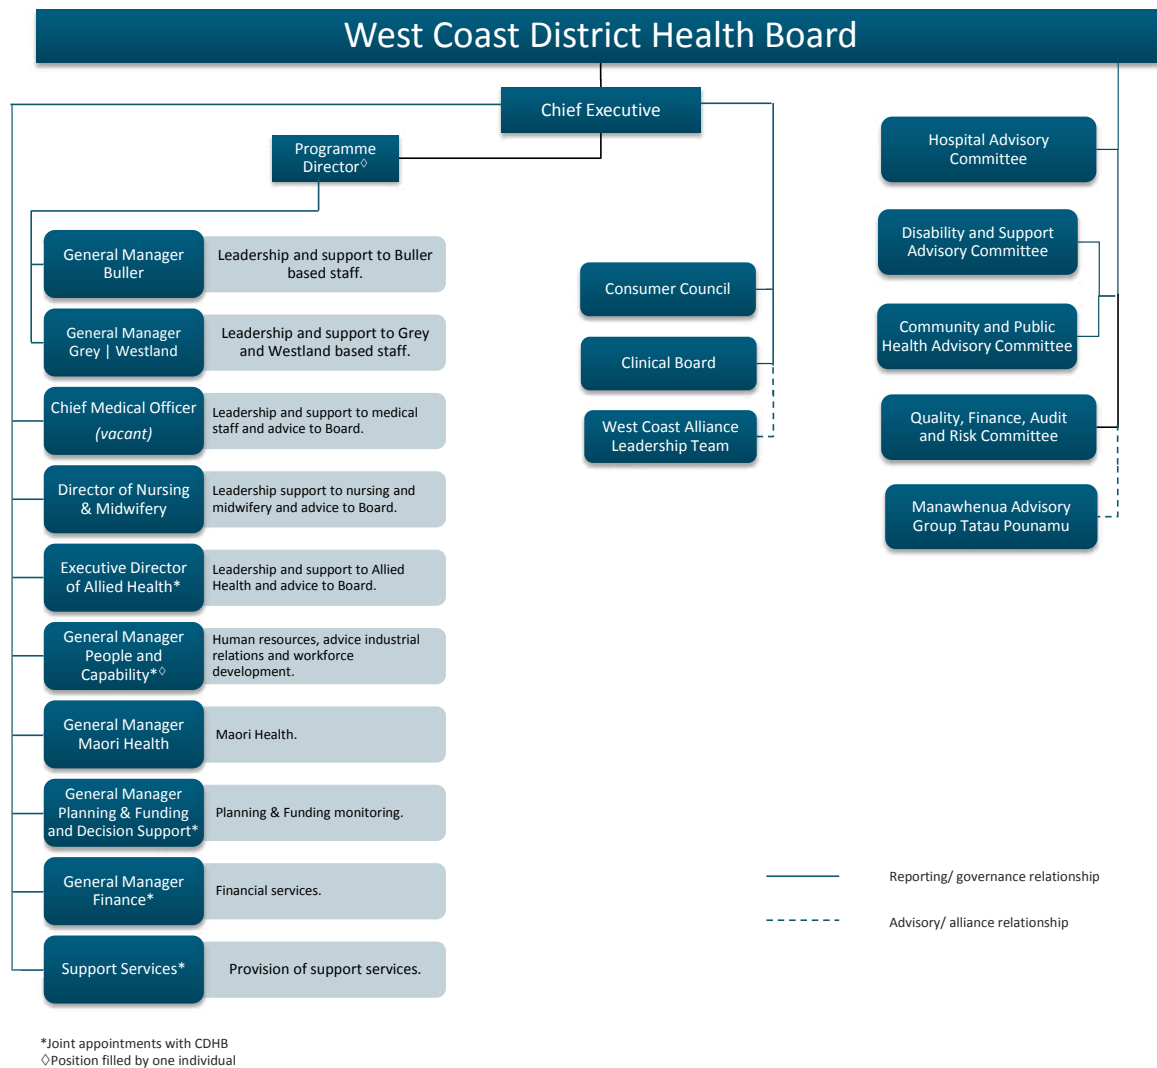 West Coast District Health Board
Chief Executive
Programme
Director◊
General Manager
Buller
Leadership and support to Buller
based staff.
General Manager
Grey | Westland
Leadership and support to Grey
and Westland based staff.
Chief Medical Officer
(vacant)
Leadership and support to medical
staff and advice to Board.
Director of Nursing
& Midwifery
Leadership support to nursing and
midwifery and advice to Board.
Executive Director
of Allied Health*
Leadership and support to Allied
Health and advice to Board.
General Manager
People and
Capability*◊
Human resources, advice industrial
relations and workforce
development.
General Manager
Maori Health
Maori Health.
General Manager
Planning & Funding
and Decision Support*
Planning & Funding monitoring.
General Manager
Finance*
Financial services.
Support Services*
Provision of support services.
Consumer Council
Clinical Board
West Coast Alliance
Leadership Team
Hospital Advisory
Committee
Disability and Support
Advisory Committee
Community and Public
Health Advisory Committee
Quality, Finance, Audit
and Risk Committee
Manawhenua Advisory
Group Tatau Pounamu
Reporting/ governance relationship
Advisory/ alliance relationship
*Joint appointments with CDHB
◊Position filled by one individual